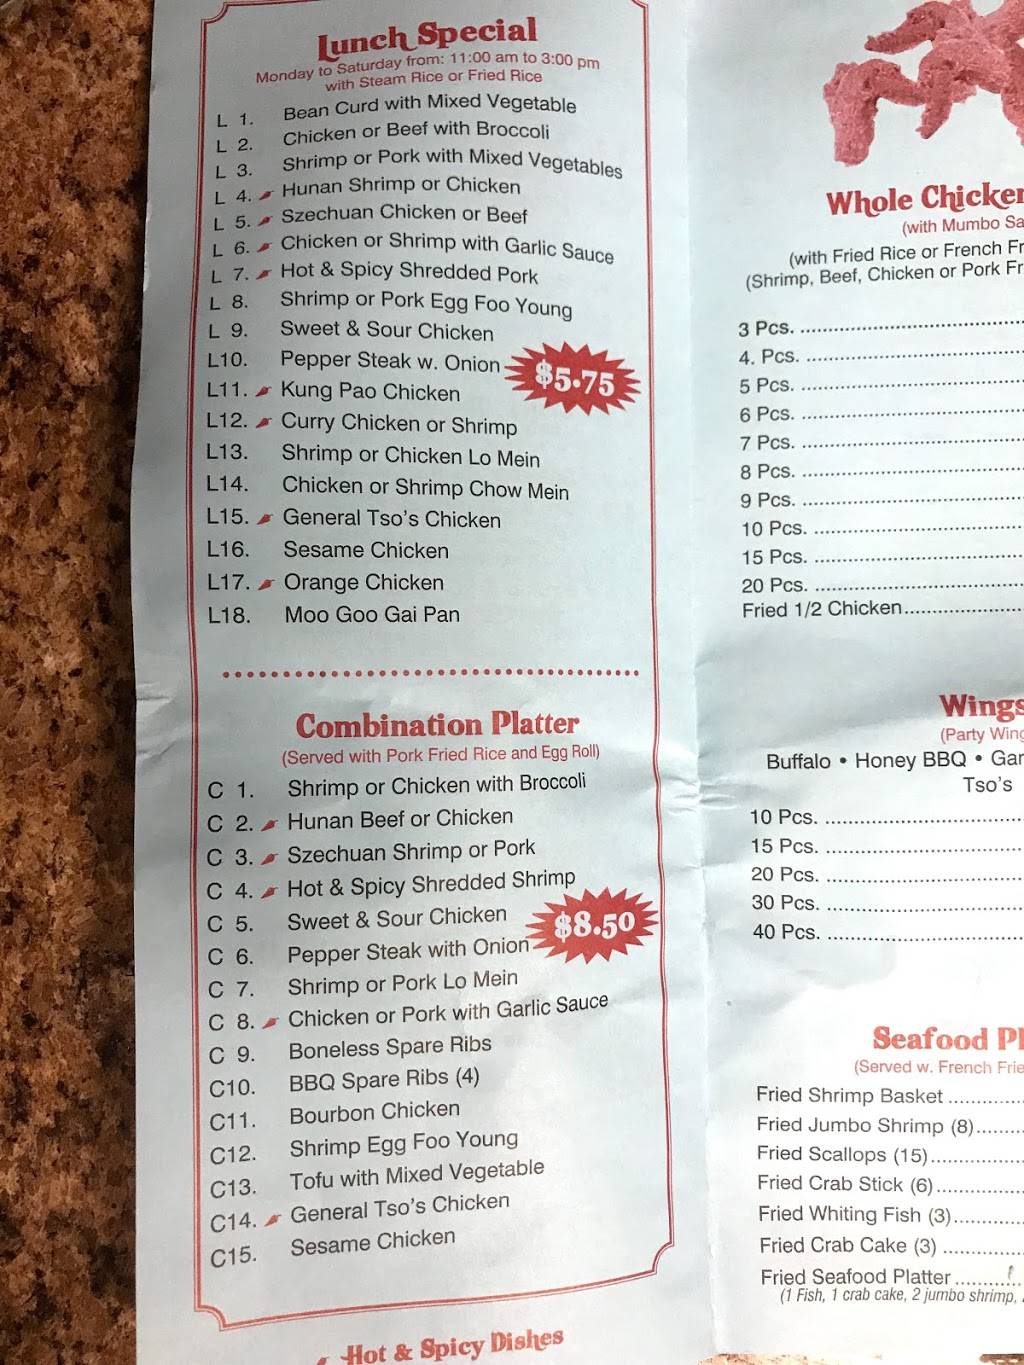 Lunch Special
Monday to Saturday from: 11:00 am to 3:00 pm
with Steam Rice or Fried Rice
L 1. Bean Curd with Mixed Vegetable
L 2. Chicken or Beef with Broccoli
L 3. Shrimp or Pork with Mixed Vegetables
L 4. Hunan Shrimp or Chicken
L 5. Szechuan Chicken or Beef
L 6. Chicken or Shrimp with Garlic Sauce
L 7. Hot & Spicy Shredded Pork
L 8. Shrimp or Pork Egg Foo Young
L 9. Sweet & Sour Chicken
L10. Pepper Steak w. Onion
$5.75
L11. Kung Pao Chicken
L12. Curry Chicken or Shrimp
L13. Shrimp or Chicken Lo Mein
L14. Chicken or Shrimp Chow Mein
L15. General Tso's Chicken
L16. Sesame Chicken
L17. Orange Chicken
L18. Moo Goo Gai Pan
Combination Platter
(Served with Pork Fried Rice and Egg Roll)
C 1. Shrimp or Chicken with Broccoli
C 2. Hunan Beef or Chicken
C 3. Szechuan Shrimp or Pork
C 4. Hot & Spicy Shredded Shrimp
C 5. Sweet & Sour Chicken
$8.50
C 6. Pepper Steak with Onion
C 7. Shrimp or Pork Lo Mein
C 8. Chicken or Pork with Garlic Sauce
C 9. Boneless Spare Ribs
C10. BBQ Spare Ribs (4)
C11. Bourbon Chicken
C12. Shrimp Egg Foo Young
C13. Tofu with Mixed Vegetable
C14. General Tso's Chicken
C15. Sesame Chicken
Hot & Spicy Dishes
Whole Chicken
(with Mumbo Sa
(with Fried Rice or French Fr
(Shrimp, Beef, Chicken or Pork Fr
3 Pcs.
4. Pcs.
5 Pcs.
6 Pcs.
7 Pcs.
8 Pcs.
9 Pcs.
10 Pcs.
15 Pcs.
20 Pcs.
Fried 1/2 Chicken
Wings
(Party Wing
Buffalo • Honey BBQ • Gar
Tso's
10 Pcs.
15 Pcs.
20 Pcs.
30 Pcs.
40 Pcs.
Seafood Pl
(Served w. French Frie
Fried Shrimp Basket
Fried Jumbo Shrimp (8)
Fried Scallops (15)
Fried Crab Stick (6)
Fried Whiting Fish (3)
Fried Crab Cake (3)
Fried Seafood Platter
(1 Fish, 1 crab cake, 2 jumbo shrimp,